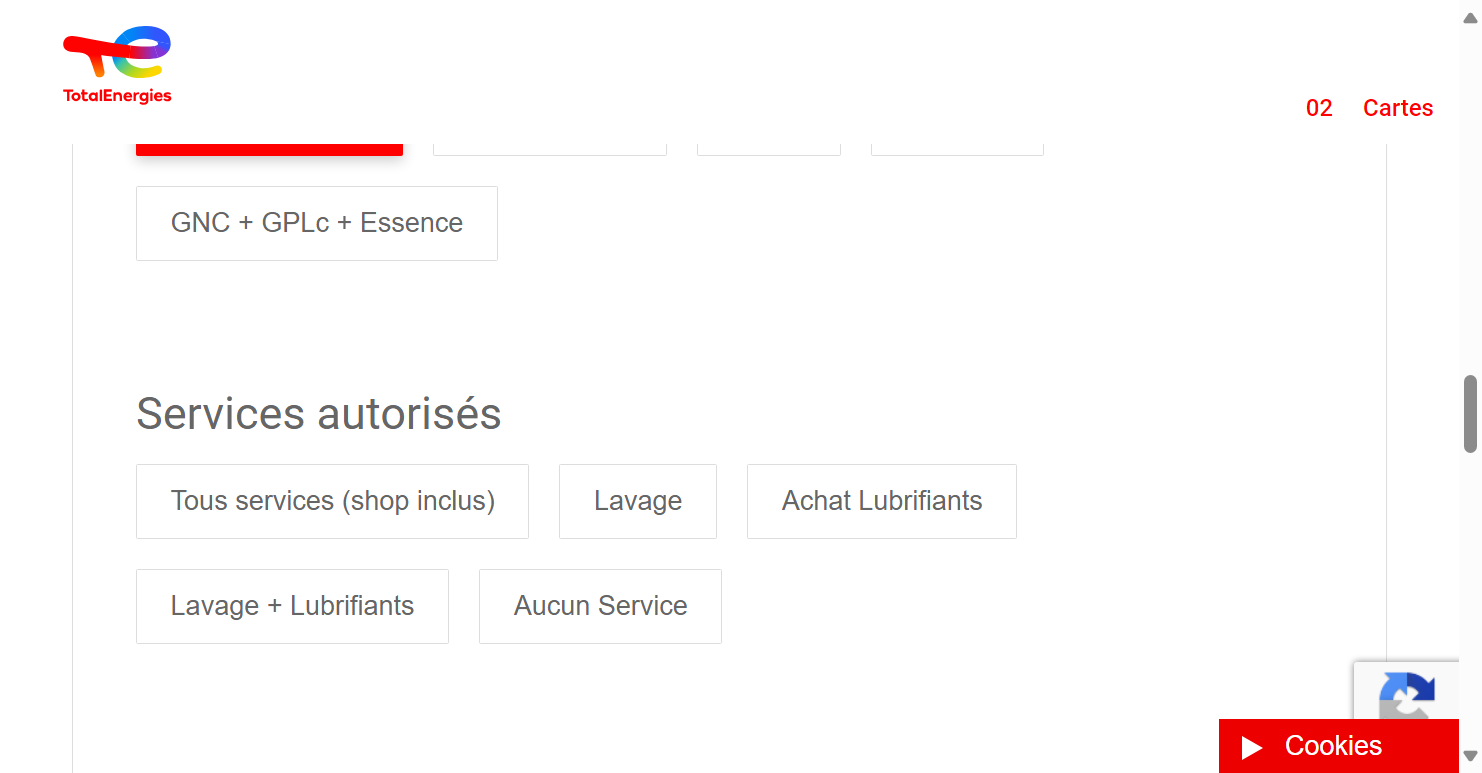 TotalEnergies
02 Cartes
GNC + GPLc + Essence
Services autorisés
Tous services (shop inclus) Lavage Achat Lubrifiants
Lavage + Lubrifiants Aucun Service
Cookies